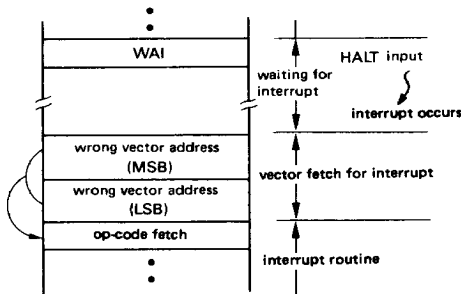 WAI
waiting for
interrupt
HALT input
interrupt occurs
wrong vector address
(MSB)
wrong vector address
(LSB)
vector fetch for interrupt
op-code fetch
interrupt routine